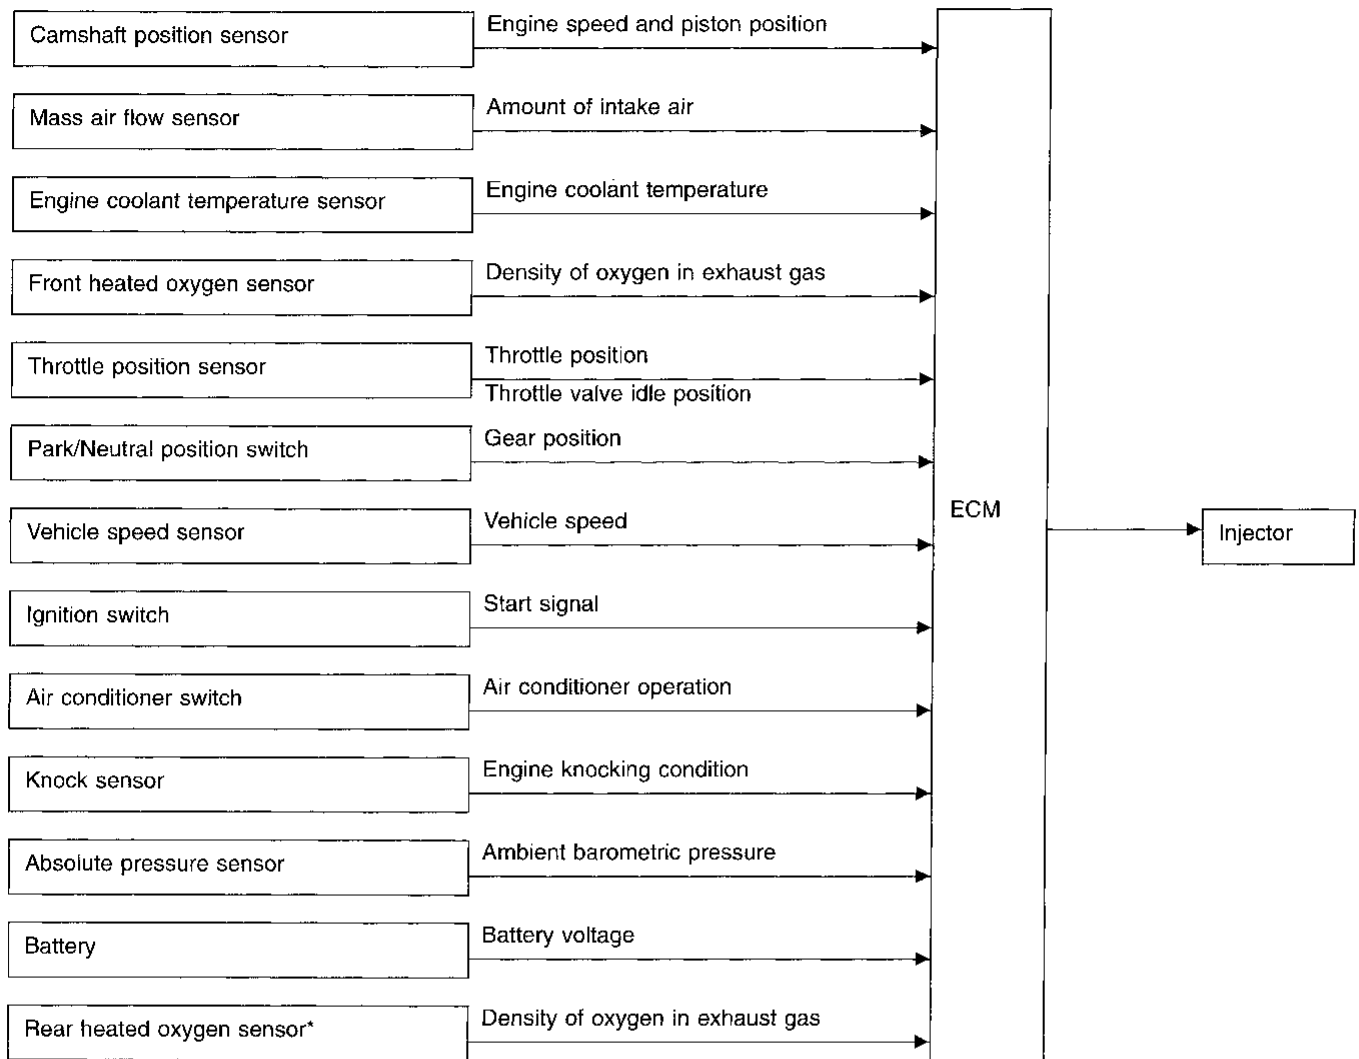 Camshaft position sensor
Engine speed and piston position
Mass air flow sensor
Amount of intake air
Engine coolant temperature sensor
Engine coolant temperature
Front heated oxygen sensor
Density of oxygen in exhaust gas
Throttle position sensor
Throttle position
Throttle valve idle position
Park/Neutral position switch
Gear position
Vehicle speed sensor
Vehicle speed
Ignition switch
Start signal
Air conditioner switch
Air conditioner operation
Knock sensor
Engine knocking condition
Absolute pressure sensor
Ambient barometric pressure
Battery
Battery voltage
Rear heated oxygen sensor*
Density of oxygen in exhaust gas
ECM
Injector